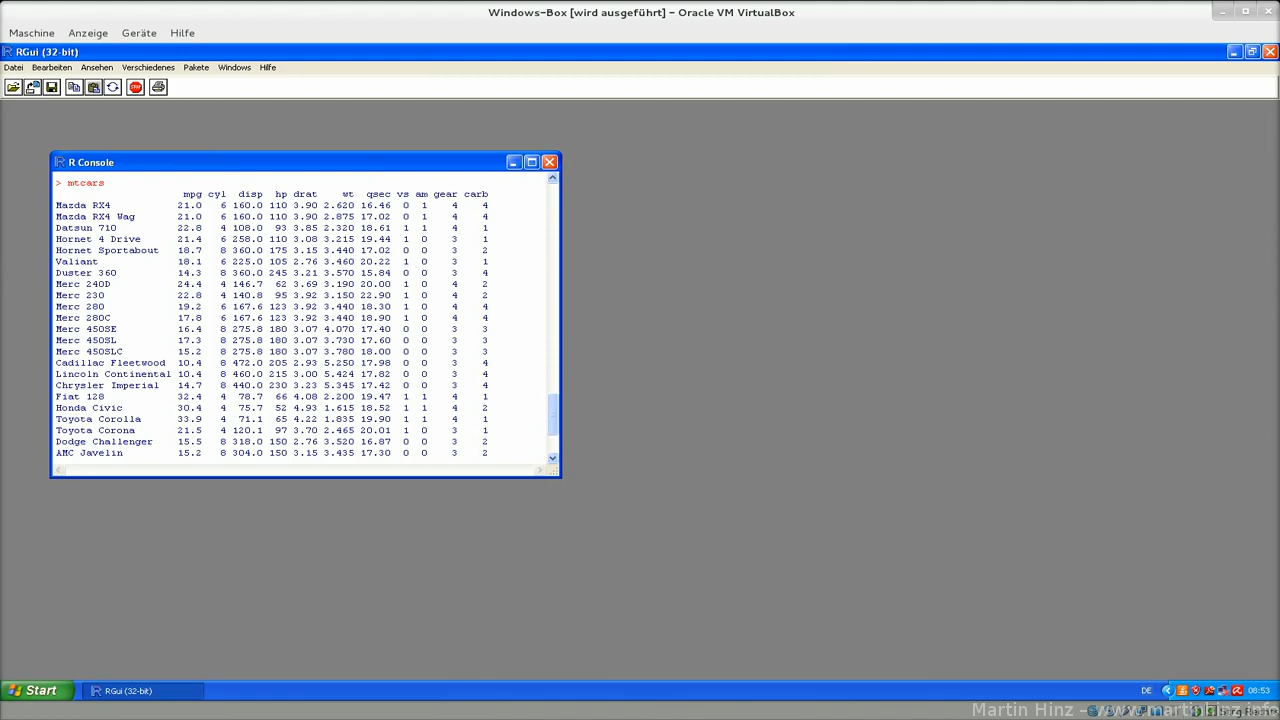 Windows-Box [wird ausgeführt] - Oracle VM VirtualBox
Maschine Anzeige Geräte Hilfe
RGui (32-bit)
Datei Bearbeiten Ansehen Verschiedenes Pakete Windows Hilfe
STOP
R Console
> mtcars
mpg cyl disp hp drat wt qsec vs am gear carb
Mazda RX4 21.0 6 160.0 110 3.90 2.620 16.46 0 1 4 4
Mazda RX4 Wag 21.0 6 160.0 110 3.90 2.875 17.02 0 1 4 4
Datsun 710 22.8 4 108.0 93 3.85 2.320 18.61 1 1 4 1
Hornet 4 Drive 21.4 6 258.0 110 3.08 3.215 19.44 1 0 3 1
Hornet Sportabout 18.7 8 360.0 175 3.15 3.440 17.02 0 0 3 2
Valiant 18.1 6 225.0 105 2.76 3.460 20.22 1 0 3 1
Duster 360 14.3 8 360.0 245 3.21 3.570 15.84 0 0 3 4
Merc 240D 24.4 4 146.7 62 3.69 3.190 20.00 1 0 4 2
Merc 230 22.8 4 140.8 95 3.92 3.150 22.90 1 0 4 2
Merc 280 19.2 6 167.6 123 3.92 3.440 18.30 1 0 4 4
Merc 280C 17.8 6 167.6 123 3.92 3.440 18.90 1 0 4 4
Merc 450SE 16.4 8 275.8 180 3.07 4.070 17.40 0 0 3 3
Merc 450SL 17.3 8 275.8 180 3.07 3.730 17.60 0 0 3 3
Merc 450SLC 15.2 8 275.8 180 3.07 3.780 18.00 0 0 3 3
Cadillac Fleetwood 10.4 8 472.0 205 2.93 5.250 17.98 0 0 3 4
Lincoln Continental 10.4 8 460.0 215 3.00 5.424 17.82 0 0 3 4
Chrysler Imperial 14.7 8 440.0 230 3.23 5.345 17.42 0 0 3 4
Fiat 128 32.4 4 78.7 66 4.08 2.200 19.47 1 1 4 1
Honda Civic 30.4 4 75.7 52 4.93 1.615 18.52 1 1 4 2
Toyota Corolla 33.9 4 71.1 65 4.22 1.835 19.90 1 1 4 1
Toyota Corona 21.5 4 120.1 97 3.70 2.465 20.01 1 0 3 1
Dodge Challenger 15.5 8 318.0 150 2.76 3.520 16.87 0 0 3 2
AMC Javelin 15.2 8 304.0 150 3.15 3.435 17.30 0 0 3 2
Start RGui (32-bit) DE 08:53
Martin Hinz - www.martinhinz.info